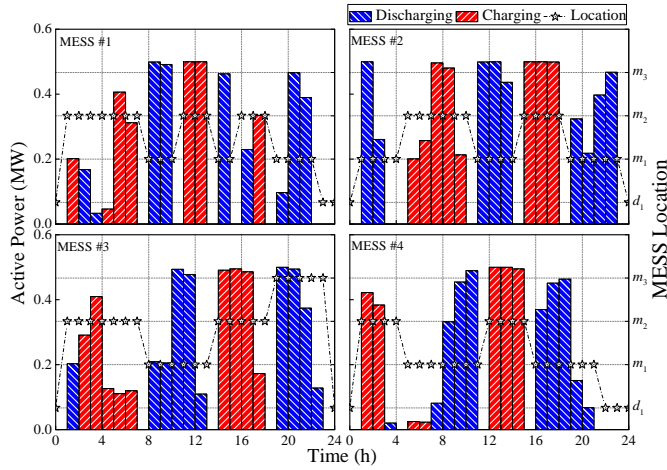 Discharging Charging Location
MESS #1
MESS #2
0.6
0.4
0.2
0.0
m3
m2
m1
d1
Active Power (MW)
MESS Location
MESS #3
MESS #4
0.6
0.4
0.2
0.0
m3
m2
m1
d1
0 4 8 12 16 20 24
0 4 8 12 16 20 24
Time (h)